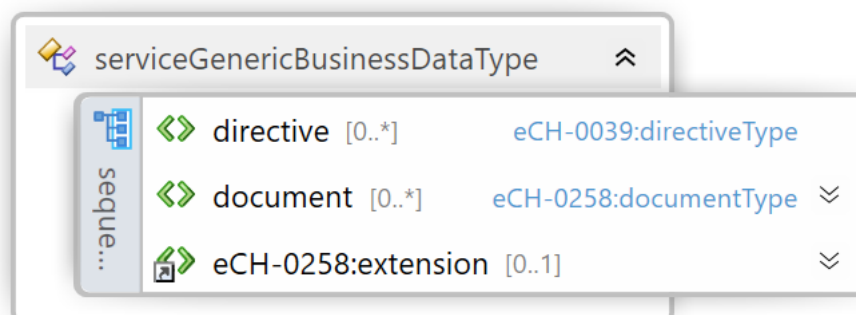 serviceGenericBusinessDataType
directive [0..*] eCH-0039:directiveType
document [0..*] eCH-0258:documentType
eCH-0258:extension [0..1]
seque...